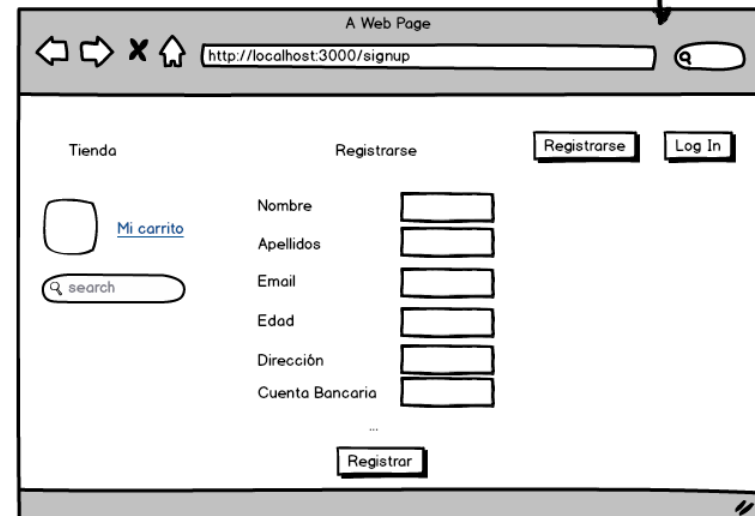 A Web Page
http://localhost:3000/signup
Tienda
Registrarse
Registrarse
Log In
Mi carrito
search
Nombre
Apellidos
Email
Edad
Dirección
Cuenta Bancaria
...
Registrar